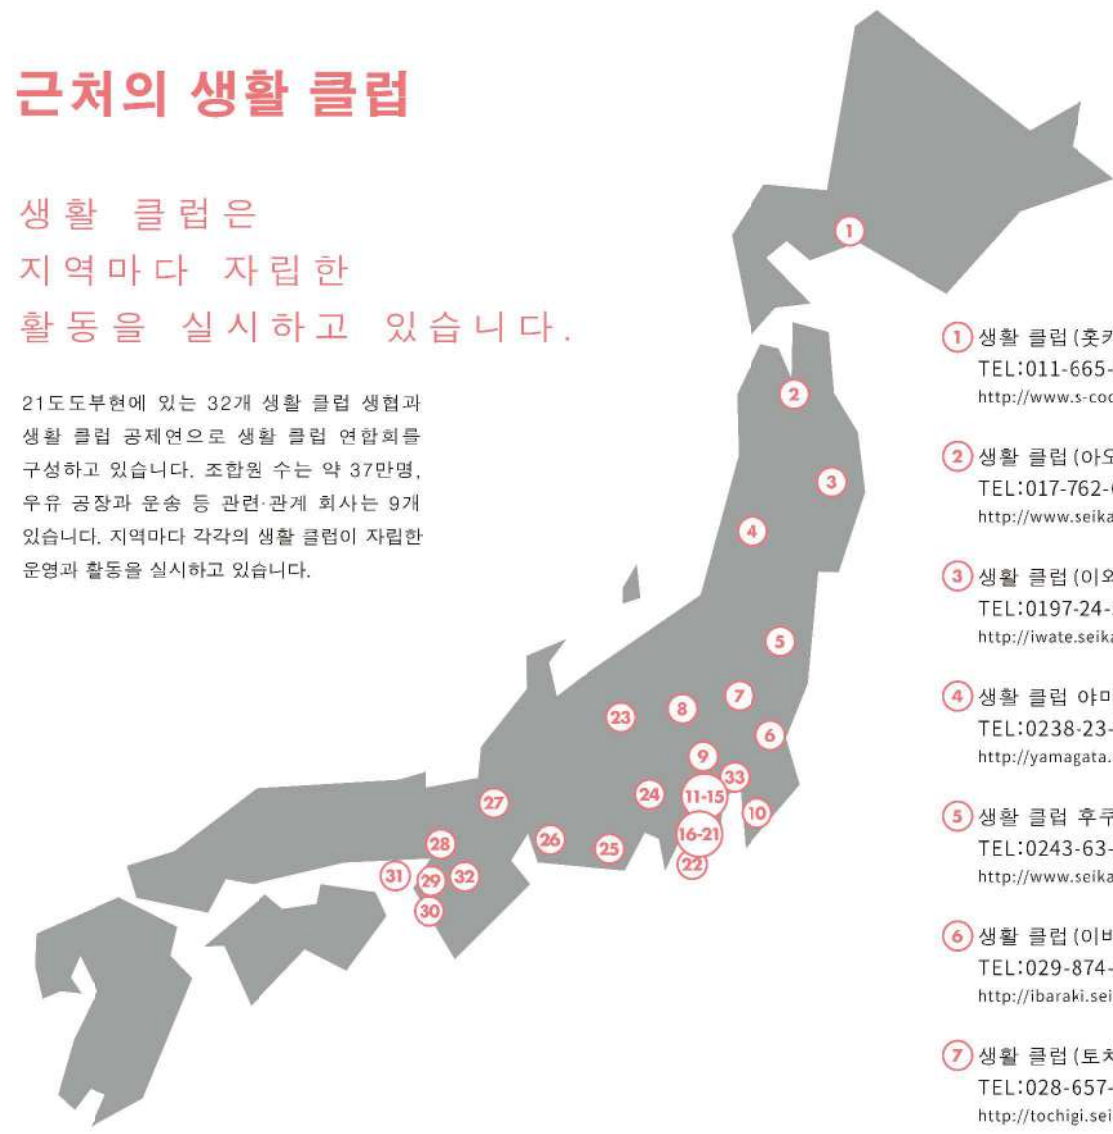 근처의 생활 클럽
생활 클럽은
지역마다 자립한
활동을 실시하고 있습니다.
21도도부현에 있는 32개 생활 클럽 생협과
생활 클럽 공제연으로 생활 클럽 연합회를
구성하고 있습니다. 조합원 수는 약 37만명,
우유 공장과 운송 등 관련·관계 회사는 9개
있습니다. 지역마다 각각의 생활 클럽이 자립한
운영과 활동을 실시하고 있습니다.
1
2
3
4
5
7
8
23
6
9
33
24
11-15
27
10
16-21
26
28
25
22
31
29
32
30
1 생활 클럽(홋카
TEL:011-665-
http://www.s-coo
2 생활 클럽(아오
TEL:017-762-
http://www.seika
3 생활 클럽(이와
TEL:0197-24-
http://iwate.seika
4 생활 클럽 야마
TEL:0238-23-
http://yamagata.
5 생활 클럽 후쿠
TEL:0243-63-
http://www.seika
6 생활 클럽(이바
TEL:029-874-
http://ibaraki.sei
7 생활 클럽(토치
TEL:028-657-
http://tochigi.sei